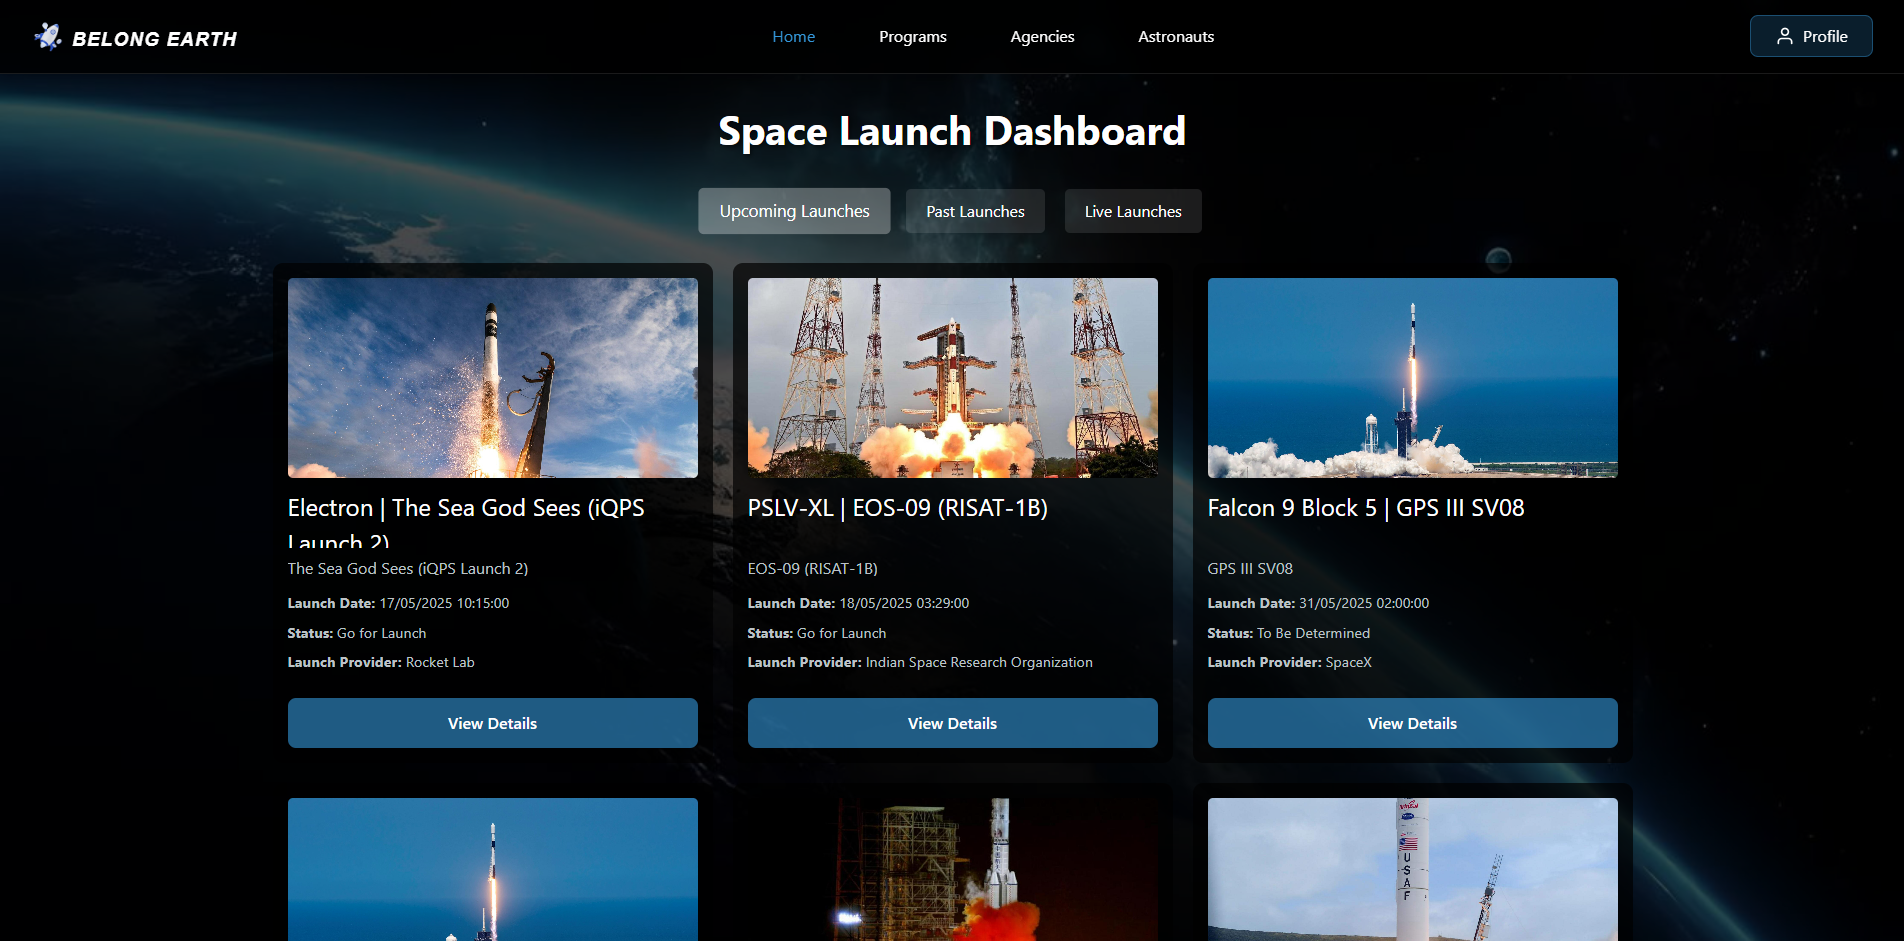 BELONG EARTH
Home
Programs
Agencies
Astronauts
Profile
Space Launch Dashboard
Upcoming Launches
Past Launches
Live Launches
Electron | The Sea God Sees (iQPS
Launch 2)
The Sea God Sees (iQPS Launch 2)
Launch Date: 17/05/2025 10:15:00
Status: Go for Launch
Launch Provider: Rocket Lab
View Details
PSLV-XL | EOS-09 (RISAT-1B)
EOS-09 (RISAT-1B)
Launch Date: 18/05/2025 03:29:00
Status: Go for Launch
Launch Provider: Indian Space Research Organization
View Details
Falcon 9 Block 5 | GPS III SV08
GPS III SV08
Launch Date: 31/05/2025 02:00:00
Status: To Be Determined
Launch Provider: SpaceX
View Details
USAF